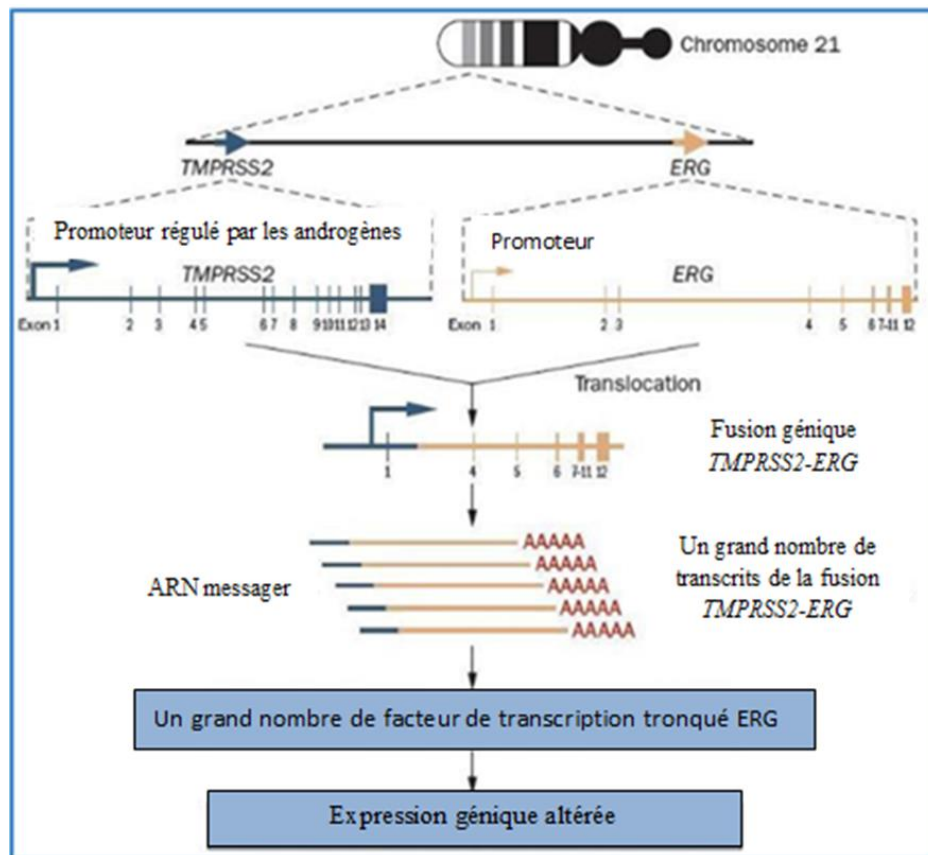 Chromosome 21
TMPRSS2
ERG
Promoteur régulé par les androgènes
TMPRSS2
Exon 1 2 3 4 5 6 7 8 9 10 11 12 13 14
Promoteur
ERG
Exon 1 2 3 4 5 6 7-11 12
Translocation
1 4 5 6 7-11 12
Fusion génique
TMPRSS2-ERG
ARN messager
AAAAA
AAAAA
AAAAA
AAAAA
AAAAA
Un grand nombre de
transcrits de la fusion
TMPRSS2-ERG
Un grand nombre de facteur de transcription tronqué ERG
Expression génique altérée